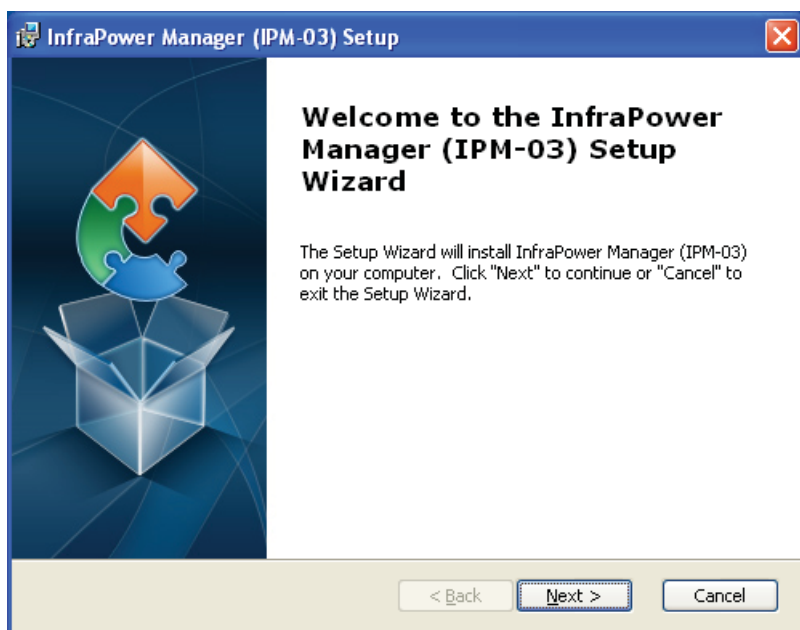 InfraPower Manager (IPM-03) Setup
Welcome to the InfraPower
Manager (IPM-03) Setup
Wizard
The Setup Wizard will install InfraPower Manager (IPM-03)
on your computer. Click "Next" to continue or "Cancel" to
exit the Setup Wizard.
< Back
Next >
Cancel